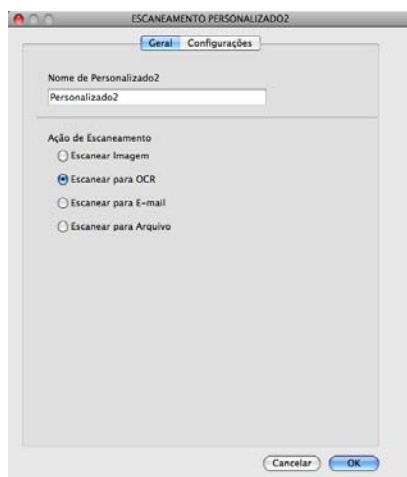 ESCANEAMENTO PERSONALIZADO2
Geral Configurações
Nome de Personalizado2
Personalizado2
Ação de Escaneamento
Escanear Imagem
Escanear para OCR
Escanear para E-mail
Escanear para Arquivo
Cancelar OK